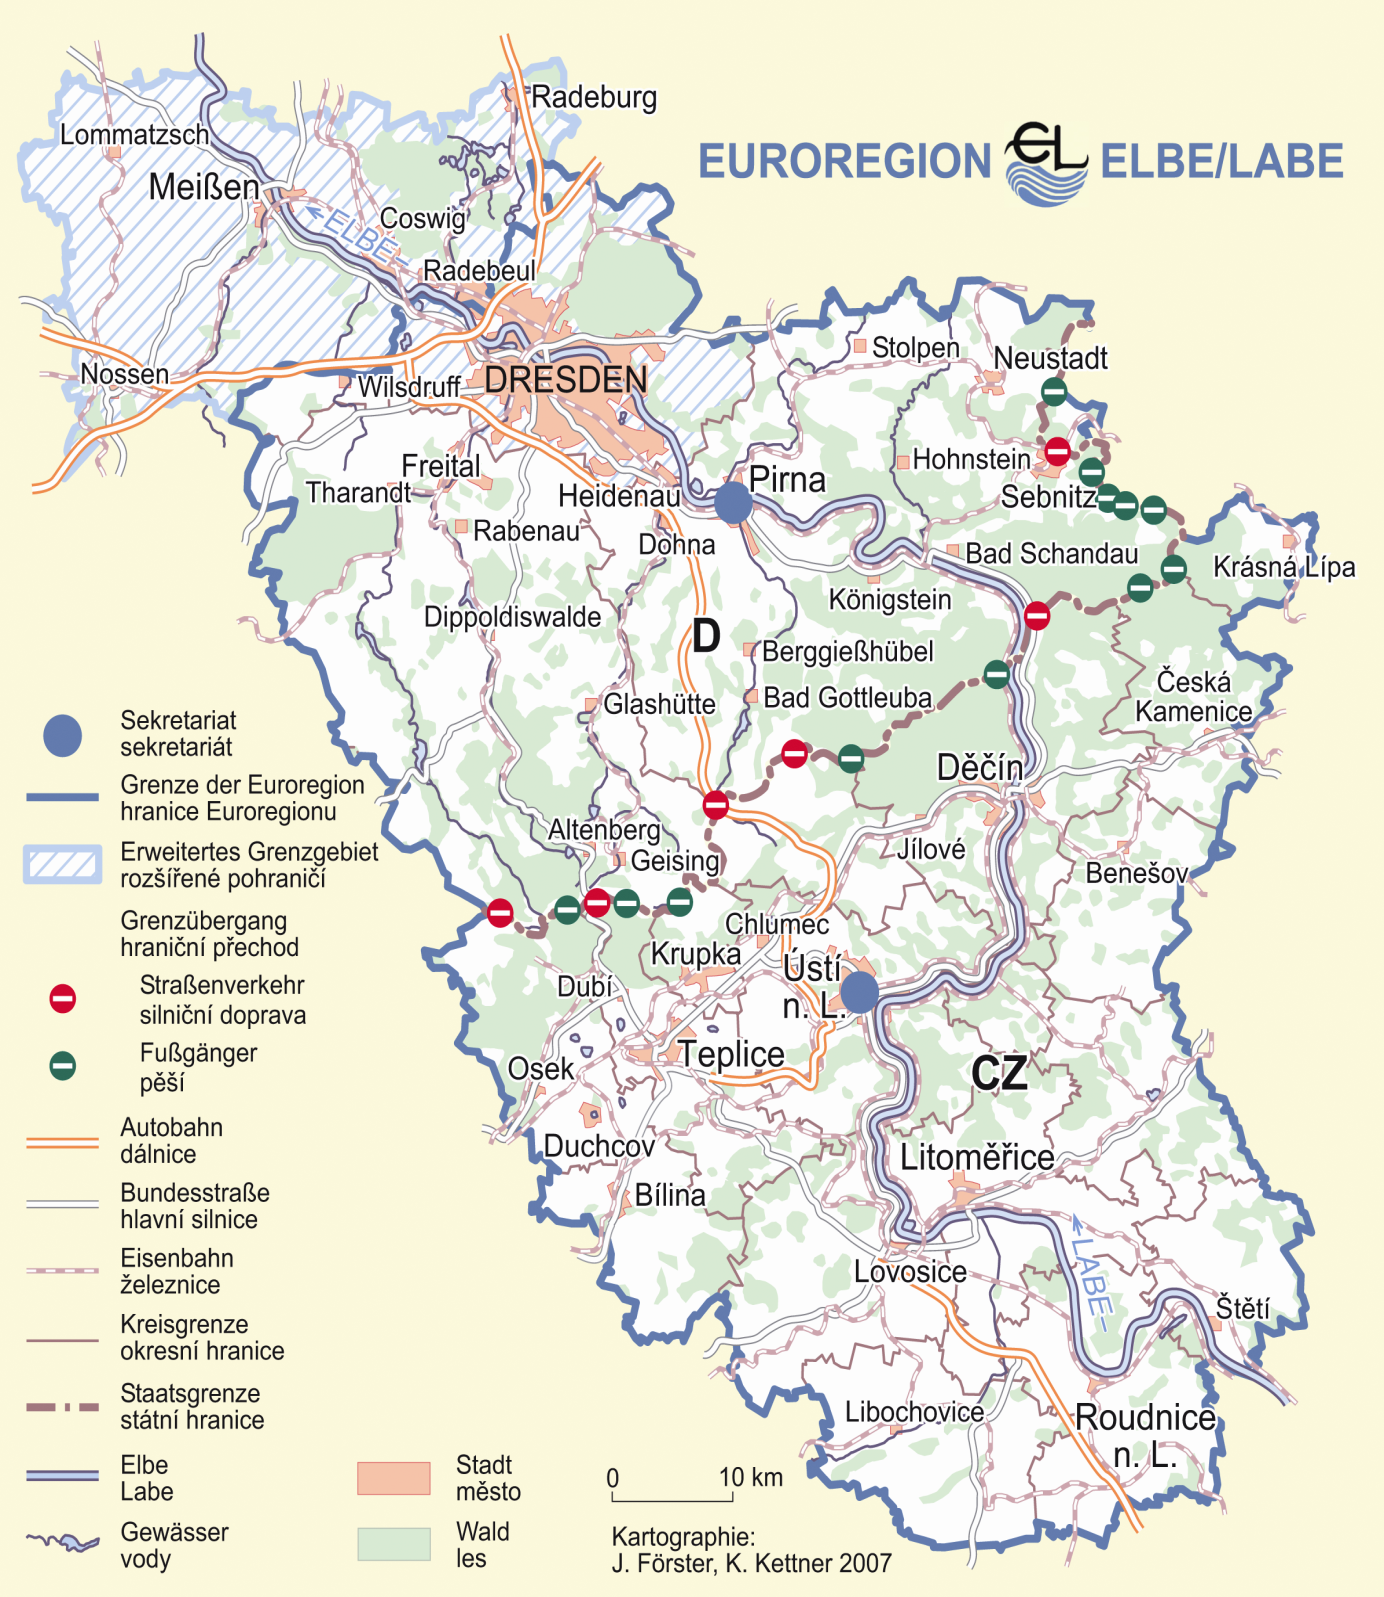 EUROREGION EL ELBE/LABE
Radeburg
Lommatzsch
Meißen
ELBE
Coswig
Radebeul
Stolpen
Neustadt
Nossen
Wilsdruff
DRESDEN
Hohnstein
Sebnitz
Freital
Tharandt
Heidenau
Pirna
Rabenau
Dohna
Bad Schandau
Krásná Lípa
Königstein
Dippoldiswalde
D
Berggießhübel
Bad Gottleuba
Glashütte
Česká
Kamenice
Děčín
Altenberg
Geising
Jílové
Benešov
Chlumec
Krupka
Ústí
n. L.
Dubí
Osek
Teplice
CZ
Duchcov
Litoměřice
Bílina
LABE
Lovosice
Štětí
Libochovice
Roudnice
n. L.
Sekretariat
sekretariát
Grenze der Euroregion
hranice Euroregionu
Erweitertes Grenzgebiet
rozšířené pohraničí
Grenzübergang
hraniční přechod
Straßenverkehr
silniční doprava
Fußgänger
pěší
Autobahn
dálnice
Bundesstraße
hlavní silnice
Eisenbahn
železnice
Kreisgrenze
okresní hranice
Staatsgrenze
státní hranice
Elbe
Labe
Gewässer
vody
Stadt
město
Wald
les
0 10 km
Kartographie:
J. Förster, K. Kettner 2007